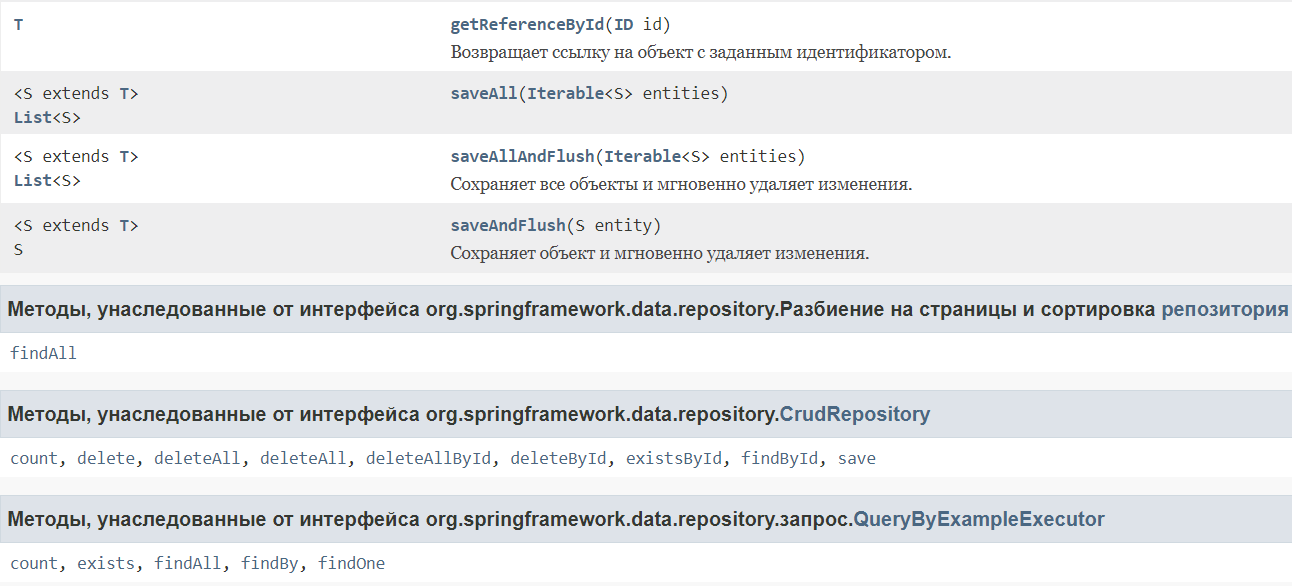 T getReferenceById(ID id)
Возвращает ссылку на объект с заданным идентификатором.
<S extends T> saveAll(Iterable<S> entities)
List<S>
<S extends T> saveAllAndFlush(Iterable<S> entities)
List<S> Сохраняет все объекты и мгновенно удаляет изменения.
<S extends T> saveAndFlush(S entity)
S Сохраняет объект и мгновенно удаляет изменения.
Методы, унаследованные от интерфейса org.springframework.data.repository.Разбиение на страницы и сортировка репозитория
findAll
Методы, унаследованные от интерфейса org.springframework.data.repository.CrudRepository
count, delete, deleteAll, deleteAll, deleteAllById, deleteById, existsById, findById, save
Методы, унаследованные от интерфейса org.springframework.data.repository.запрос.QueryByExampleExecutor
count, exists, findAll, findBy, findOne